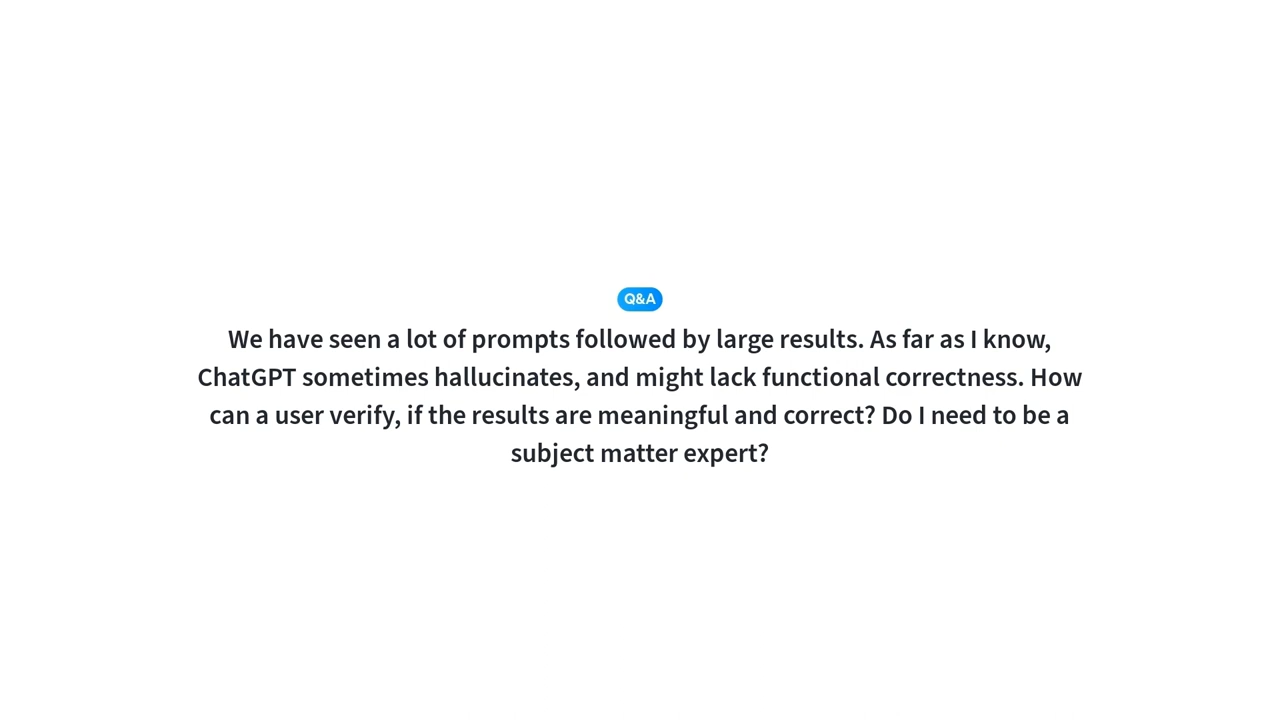 Q&A
We have seen a lot of prompts followed by large results. As far as I know,
ChatGPT sometimes hallucinates, and might lack functional correctness. How
can a user verify, if the results are meaningful and correct? Do I need to be a
subject matter expert?